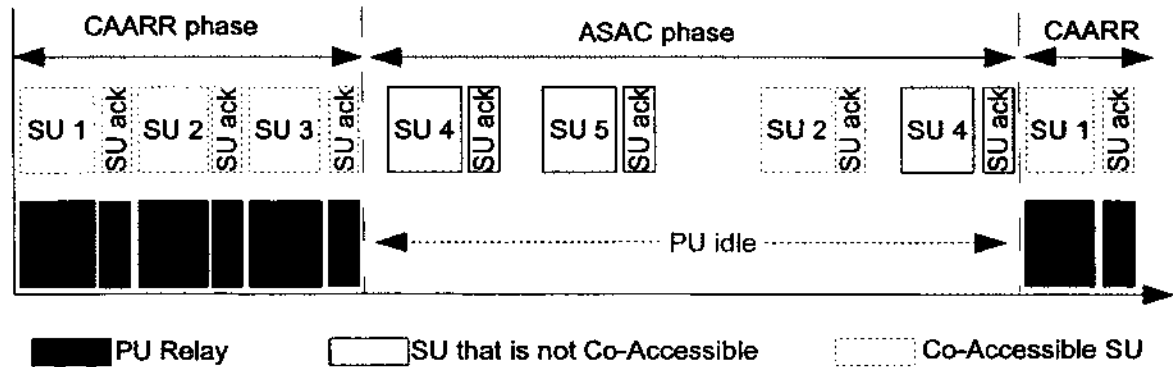 CAARR phase ASAC phase CAARR
SU 1 SU ack SU 2 SU ack SU 3 SU ack SU 4 SU ack SU 5 SU ack SU 2 SU ack SU 4 SU ack SU 1 SU ack
PU idle
PU Relay SU that is not Co-Accessible Co-Accessible SU